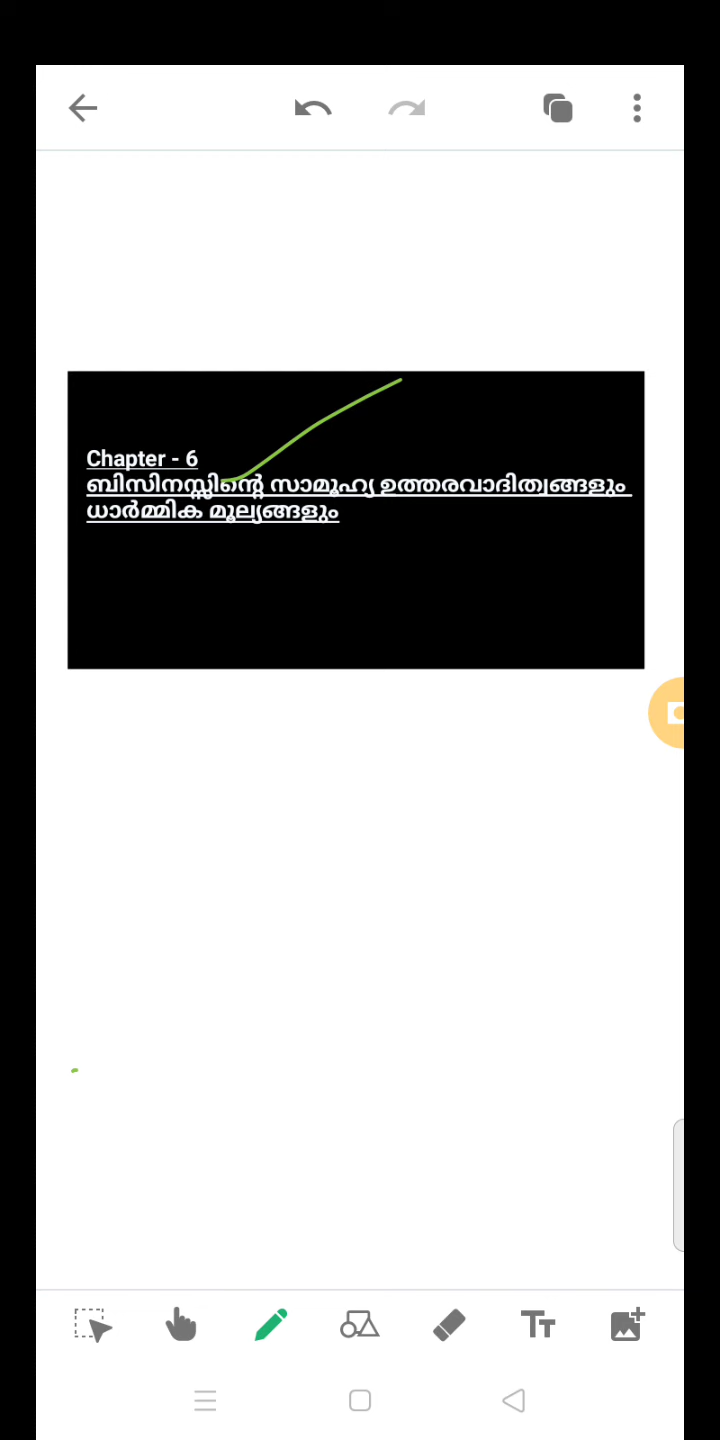 Chapter - 6
ബിസിനസ്സിന്റെ സാമൂഹ്യ ഉത്തരവാദിത്വങ്ങളും
ധാർമ്മിക മൂല്യങ്ങളും